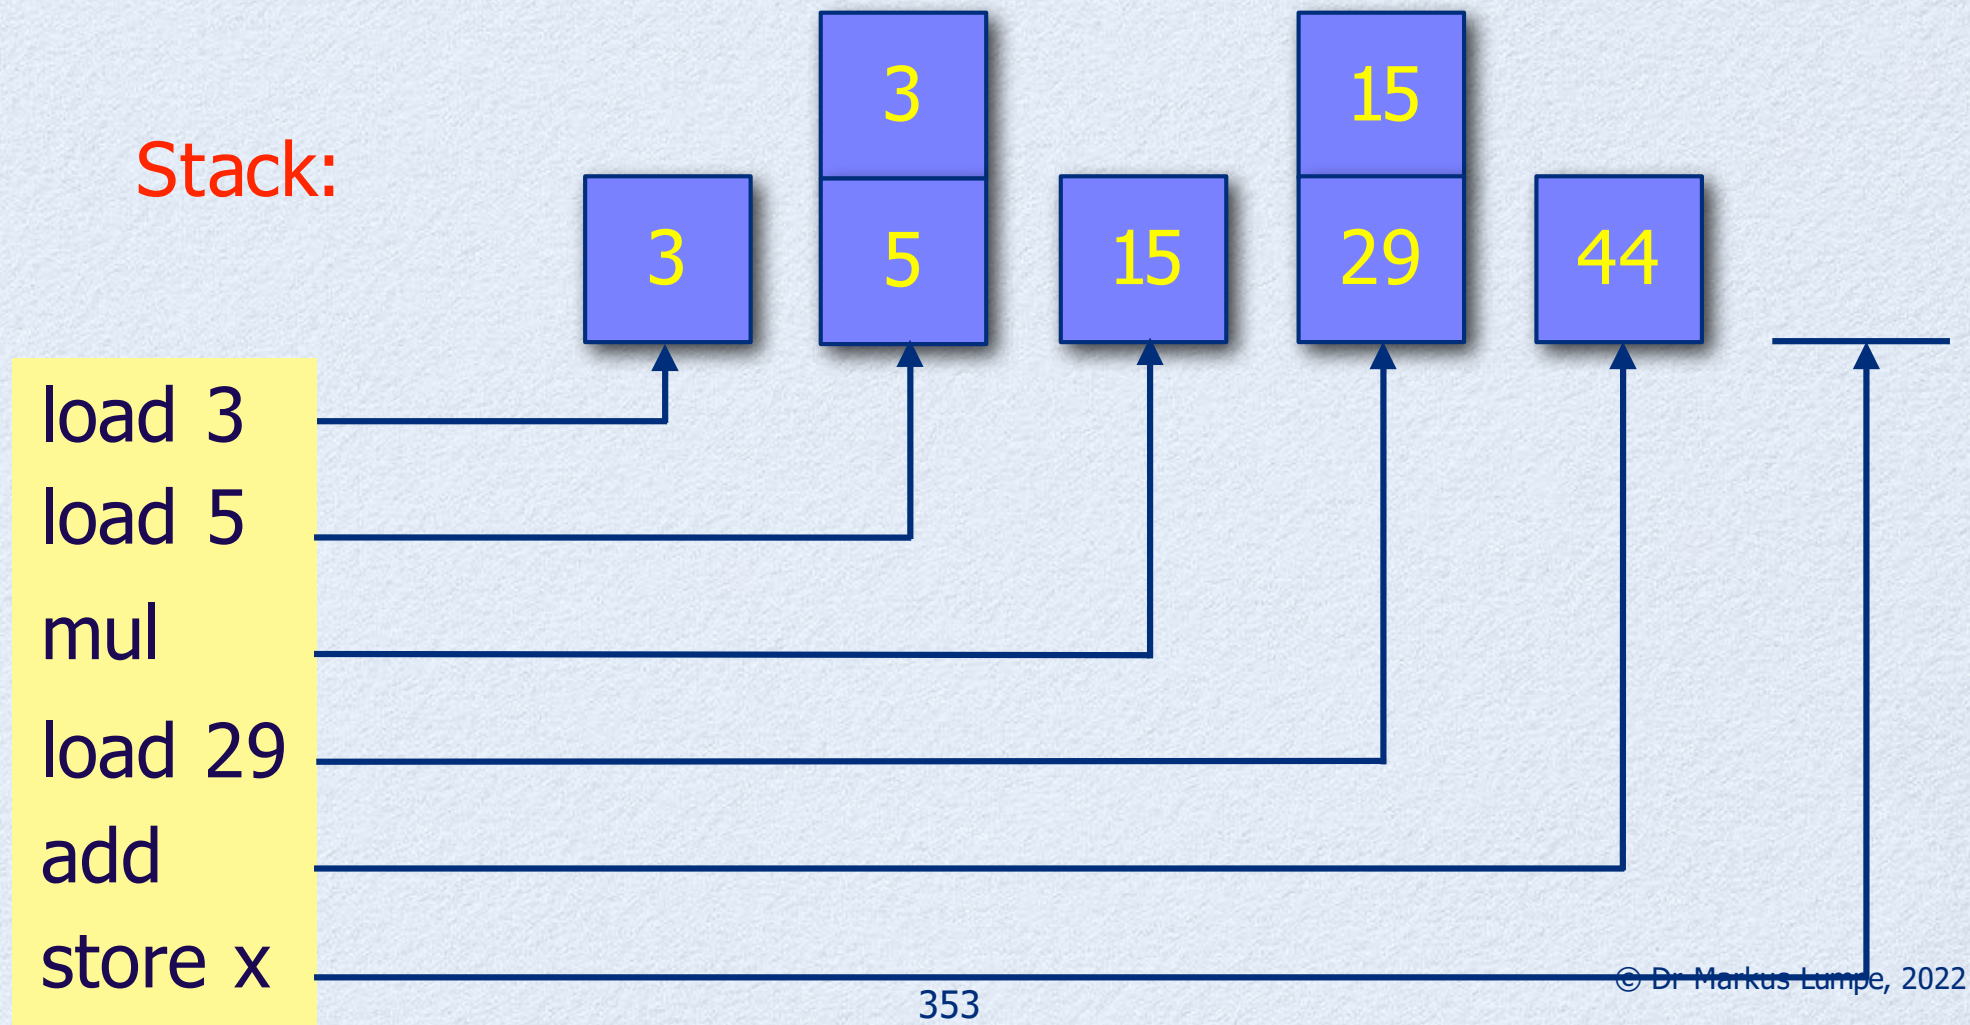 3 15
Stack:
3 5 15 29 44
load 3
load 5
mul
load 29
add
store x
© Dr Markus Lumpe, 2022
353